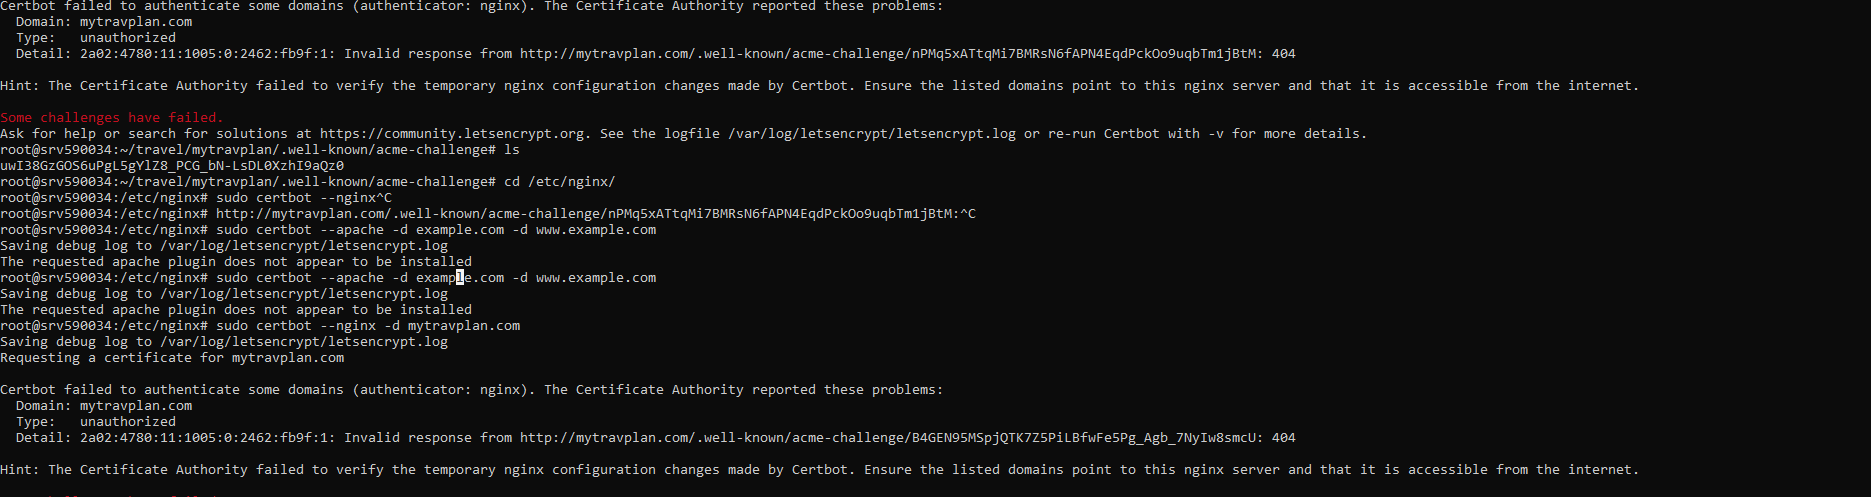 Certbot failed to authenticate some domains (authenticator: nginx). The Certificate Authority reported these problems:
  Domain: mytravplan.com
  Type:   unauthorized
  Detail: 2a02:4780:11:1005:0:2462:fb9f:1: Invalid response from http://mytravplan.com/.well-known/acme-challenge/nPMq5xATtqMi7BMRsN6fAPN4EqdPckOo9uqbTm1jBtM: 404

Hint: The Certificate Authority failed to verify the temporary nginx configuration changes made by Certbot. Ensure the listed domains point to this nginx server and that it is accessible from the internet.

Some challenges have failed.
Ask for help or search for solutions at https://community.letsencrypt.org. See the logfile /var/log/letsencrypt/letsencrypt.log or re-run Certbot with -v for more details.
root@srv590034:~/travel/mytravplan/.well-known/acme-challenge# ls
uwI38GzGOS6uPgL5gYlZ8_PCG_bN-LsDL0XzhI9aQz0
root@srv590034:~/travel/mytravplan/.well-known/acme-challenge# cd /etc/nginx/
root@srv590034:/etc/nginx# sudo certbot --nginx^C
root@srv590034:/etc/nginx# http://mytravplan.com/.well-known/acme-challenge/nPMq5xATtqMi7BMRsN6fAPN4EqdPckOo9uqbTm1jBtM:^C
root@srv590034:/etc/nginx# sudo certbot --apache -d example.com -d www.example.com
Saving debug log to /var/log/letsencrypt/letsencrypt.log
The requested apache plugin does not appear to be installed
root@srv590034:/etc/nginx# sudo certbot --apache -d example.com -d www.example.com
Saving debug log to /var/log/letsencrypt/letsencrypt.log
The requested apache plugin does not appear to be installed
root@srv590034:/etc/nginx# sudo certbot --nginx -d mytravplan.com
Saving debug log to /var/log/letsencrypt/letsencrypt.log
Requesting a certificate for mytravplan.com

Certbot failed to authenticate some domains (authenticator: nginx). The Certificate Authority reported these problems:
  Domain: mytravplan.com
  Type:   unauthorized
  Detail: 2a02:4780:11:1005:0:2462:fb9f:1: Invalid response from http://mytravplan.com/.well-known/acme-challenge/B4GEN95MSpjQTK7Z5PiLBfwFe5Pg_Agb_7NyIw8smcU: 404

Hint: The Certificate Authority failed to verify the temporary nginx configuration changes made by Certbot. Ensure the listed domains point to this nginx server and that it is accessible from the internet.